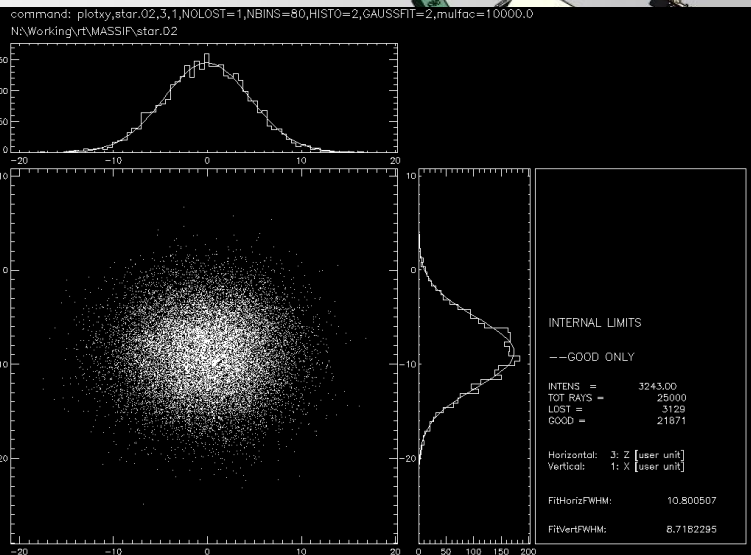 command: plotxy,star.02,3,1,NOLOST=1,NBINS=80,HISTO=2,GAUSSFIT=2,mulfac=10000.0
N:\Working\rt\MASSIF\star.02
0
-20 -10 0 10 20
10
0
-10
-20
-20 -10 0 10 20
10
0
-10
-20
0 50 100 150 200
INTERNAL LIMITS
--GOOD ONLY
INTENS = 3243.00
TOT RAYS = 25000
LOST = 3129
GOOD = 21871
Horizontal: 3: Z [user unit]
Vertical: 1: X [user unit]
FitHorizFWHM: 10.800507
FitVertFWHM: 8.7182295